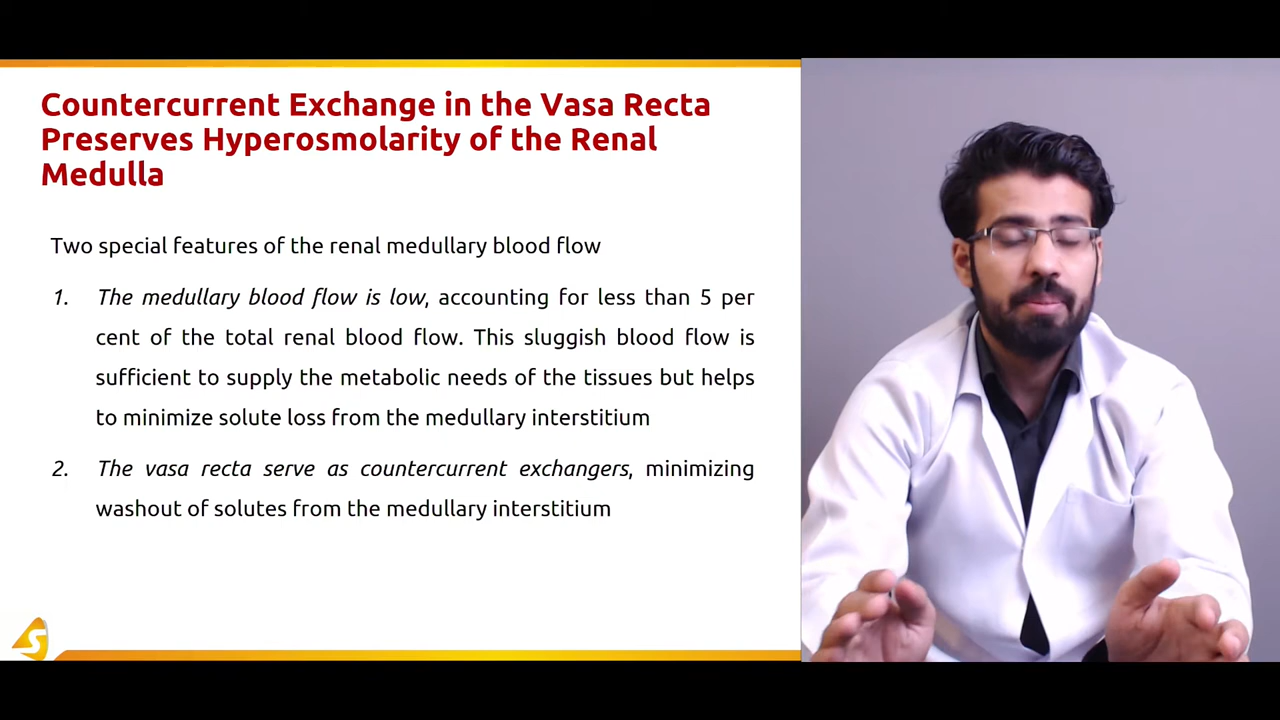 Countercurrent Exchange in the Vasa Recta
Preserves Hyperosmolarity of the Renal
Medulla
Two special features of the renal medullary blood flow
1. The medullary blood flow is low, accounting for less than 5 per
cent of the total renal blood flow. This sluggish blood flow is
sufficient to supply the metabolic needs of the tissues but helps
to minimize solute loss from the medullary interstitium
2. The vasa recta serve as countercurrent exchangers, minimizing
washout of solutes from the medullary interstitium
S